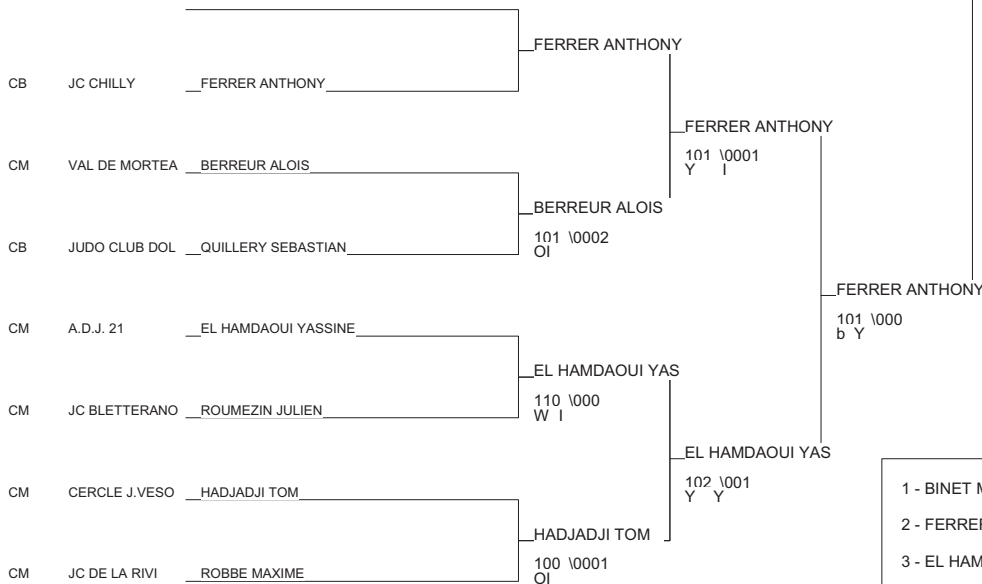 FERRER ANTHONY
CB JC CHILLY FERRER ANTHONY
FERRER ANTHONY
101 \0001
Y I
CM VAL DE MORTEA BERREUR ALOIS
BERREUR ALOIS
101 \0002
OI
CB JUDO CLUB DOL QUILLERY SEBASTIAN
FERRER ANTHONY
101 \000
b Y
CM A.D.J. 21 EL HAMDAOUI YASSINE
EL HAMDAOUI YAS
110 \000
W I
CM JC BLETTERANO ROUMEZIN JULIEN
EL HAMDAOUI YAS
102 \001
Y Y
CM CERCLE J.VESO HADJADJI TOM
HADJADJI TOM
100 \0001
OI
CM JC DE LA RIVI ROBBE MAXIME
1 - BINET M
2 - FERRER
3 - EL HAM